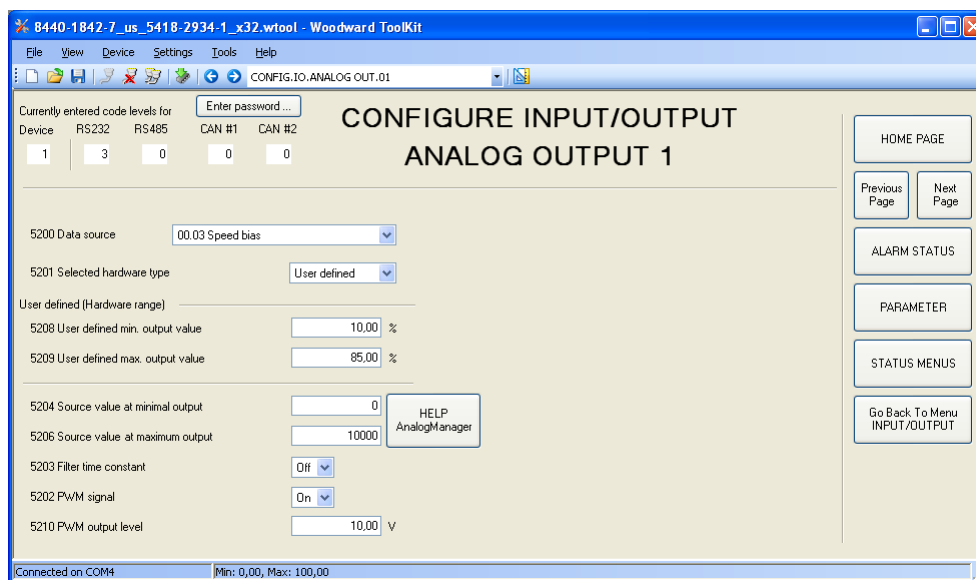 8440-1842-7_us_5418-2934-1_x32.wtool - Woodward ToolKit
File View Device Settings Tools Help
CONFIG.IO.ANALOG OUT.01
Currently entered code levels for
Enter password ...
Device RS232 RS485 CAN #1 CAN #2
1 3 0 0 0
CONFIGURE INPUT/OUTPUT
ANALOG OUTPUT 1
5200 Data source 00.03 Speed bias
5201 Selected hardware type User defined
User defined (Hardware range)
5208 User defined min. output value 10,00 %
5209 User defined max. output value 85,00 %
5204 Source value at minimal output 0
5206 Source value at maximum output 10000
HELP
AnalogManager
5203 Filter time constant Off
5202 PWM signal On
5210 PWM output level 10,00 V
HOME PAGE
Previous Page
Next Page
ALARM STATUS
PARAMETER
STATUS MENUS
Go Back To Menu
INPUT/OUTPUT
Connected on COM4 Min: 0,00, Max: 100,00